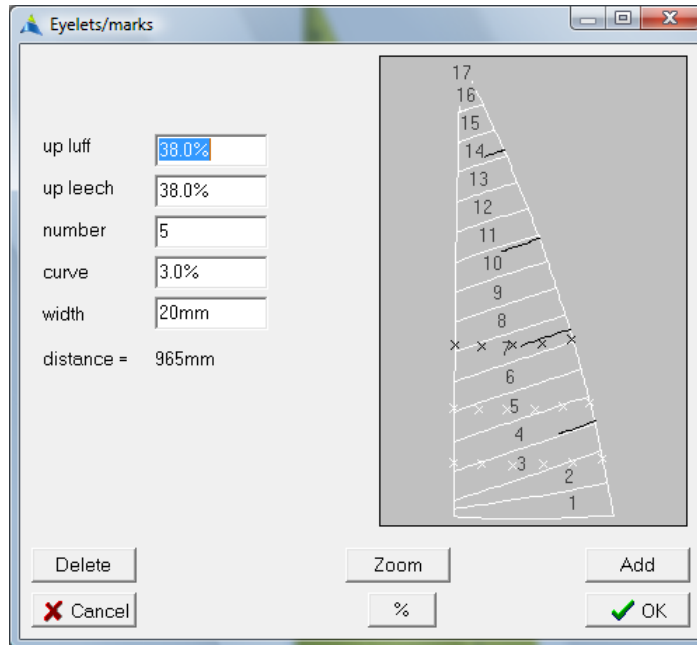 Eyelets/marks
up luff 38.0%
up leech 38.0%
number 5
curve 3.0%
width 20mm
distance = 965mm
17
16
15
14
13
12
11
10
9
8
7
6
5
4
3
2
1
Delete Zoom Add
Cancel % OK